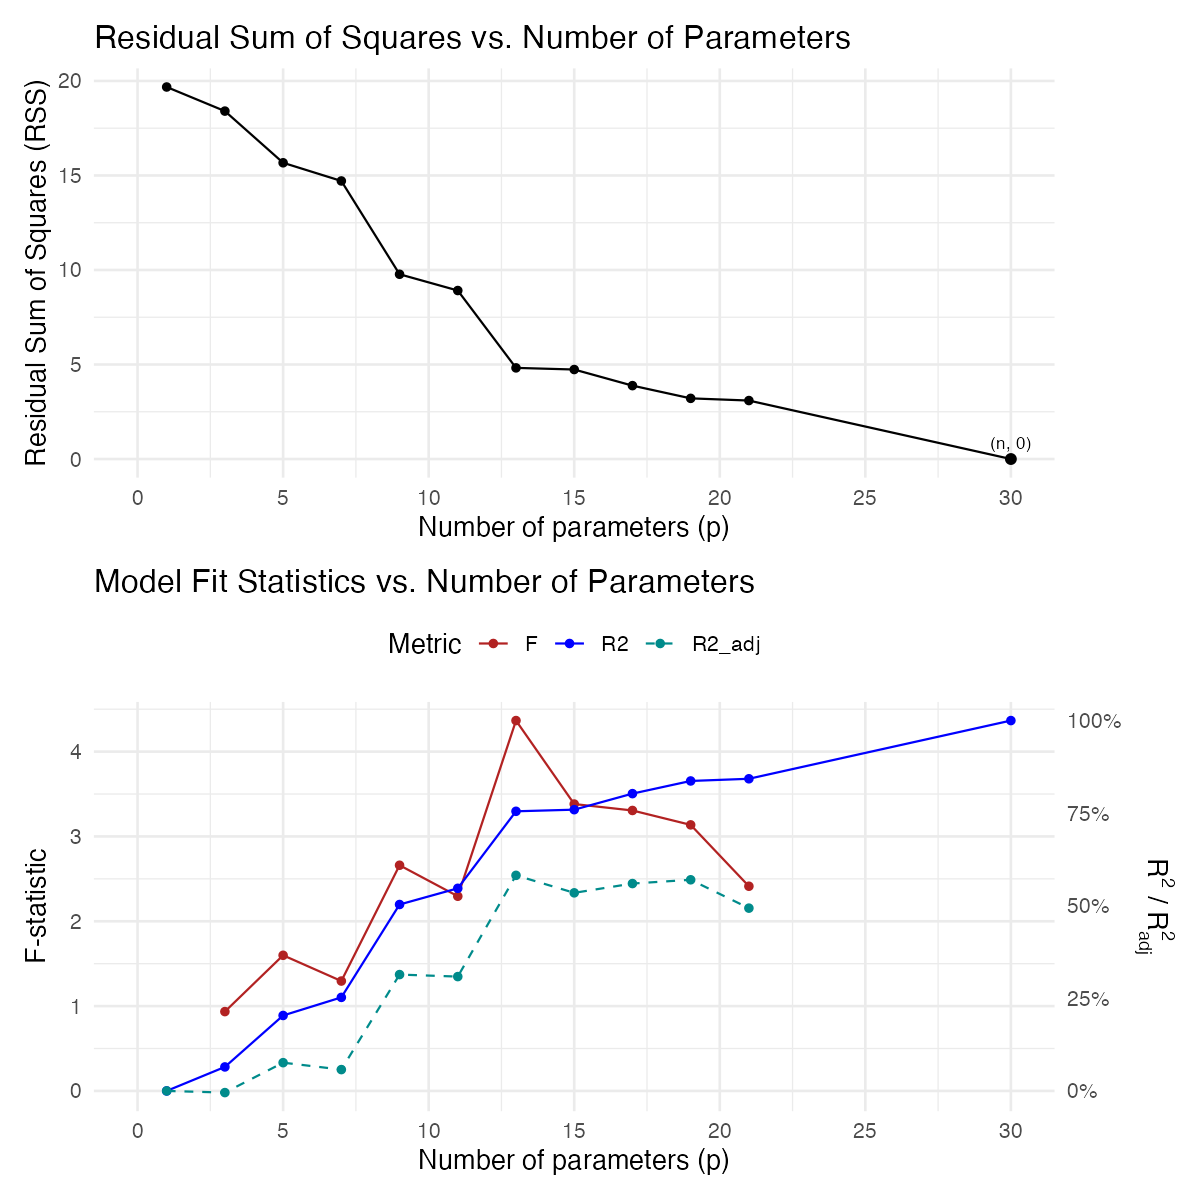 Residual Sum of Squares vs. Number of Parameters
Residual Sum of Squares (RSS)
20
15
10
5
0
(n, 0)
0 5 10 15 20 25 30
Number of parameters (p)
Model Fit Statistics vs. Number of Parameters
Metric F R2 R2_adj
F-statistic
4
3
2
1
0
100%
75%
50%
25%
0%
R² / R²adj
0 5 10 15 20 25 30
Number of parameters (p)